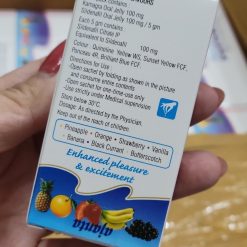 contains
Kamagra Oral Jelly 100 mg
Sildenafil Oral Jelly 100 mg / 5 gm
Each 5 gm contains
Sildenafil Citrate IP
Equivalent to Sildenafil 100 mg
Colour : Quinoline Yellow WS, Sunset Yellow FCF,
Ponceau 4R, Brilliant Blue FCF.
Directions for Use
-Open sachet by folding as shown in the picture
and consume entire contents
-Open sachet for one-time-use only
-Use strictly under Medical supervision
Store below 30°C.
Dosage: As directed by the Physician.
Keep out of the reach of children.
• Pineapple • Orange • Strawberry • Vanilla
• Banana • Black Currant • Butterscotch
Enhanced pleasure
& excitement
ajanta